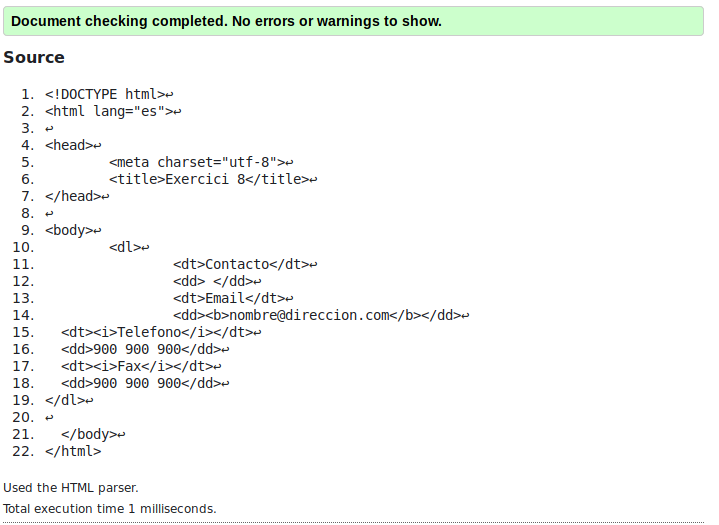 Document checking completed. No errors or warnings to show.
Source
1. <!DOCTYPE html>↩
2. <html lang="es">↩
3. ↩
4. <head>↩
5. <meta charset="utf-8">↩
6. <title>Exercici 8</title>↩
7. </head>↩
8. ↩
9. <body>↩
10. <dl>↩
11. <dt>Contacto</dt>↩
12. <dd> </dd>↩
13. <dt>Email</dt>↩
14. <dd><b>nombre@direccion.com</b></dd>↩
15. <dt><i>Telefono</i></dt>↩
16. <dd>900 900 900</dd>↩
17. <dt><i>Fax</i></dt>↩
18. <dd>900 900 900</dd>↩
19. </dl>↩
20. ↩
21. </body>↩
22. </html>
Used the HTML parser.
Total execution time 1 milliseconds.